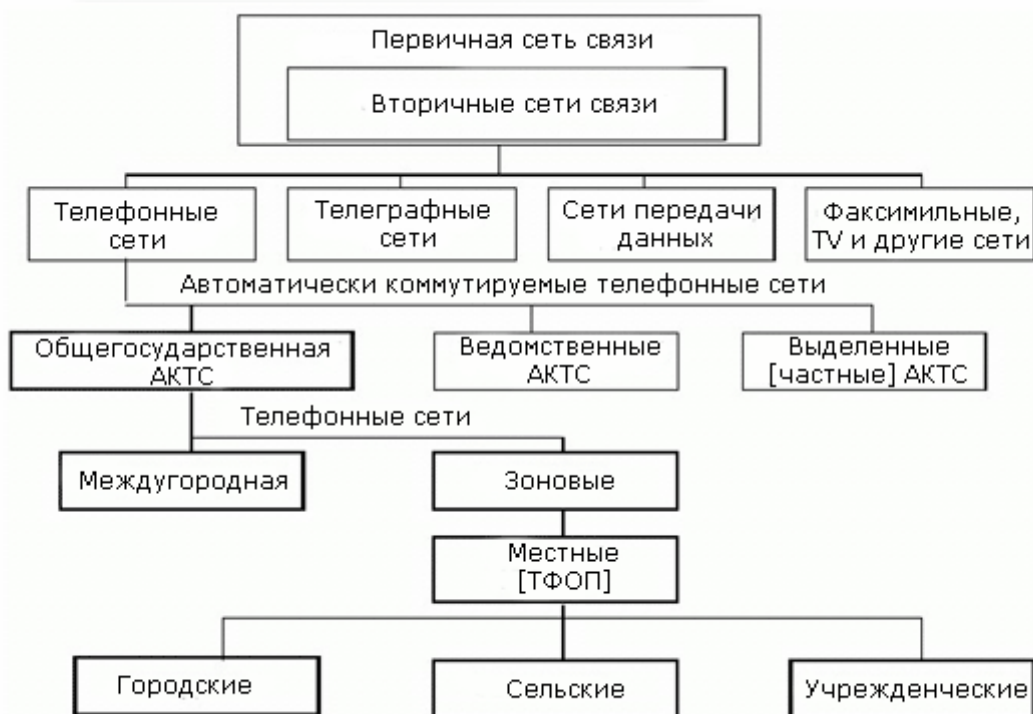 Первичная сеть связи
Вторичные сети связи
Телефонные
сети
Телеграфные
сети
Сети передачи
данных
Факсимильные,
TV и другие сети
Автоматически коммутируемые телефонные сети
Общегосударственная
АКТС
Ведомственные
АКТС
Выделенные
[частные] АКТС
Телефонные сети
Междугородная
Зоновые
Местные
[ТФОП]
Городские
Сельские
Учрежденческие